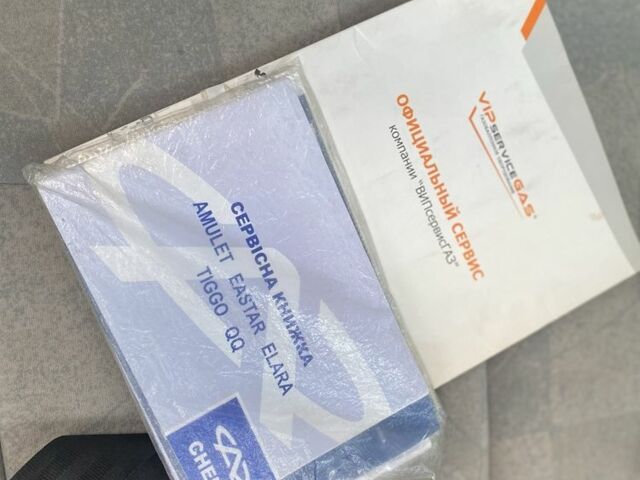 VIPSERVICEGAS®
ОФИЦИАЛЬНЫЙ СЕРВИС
компании "ВИПсервисГАЗ"
СЕРВІСНА КНИЖКА
AMULET EASTAR ELARA
TIGGO QQ